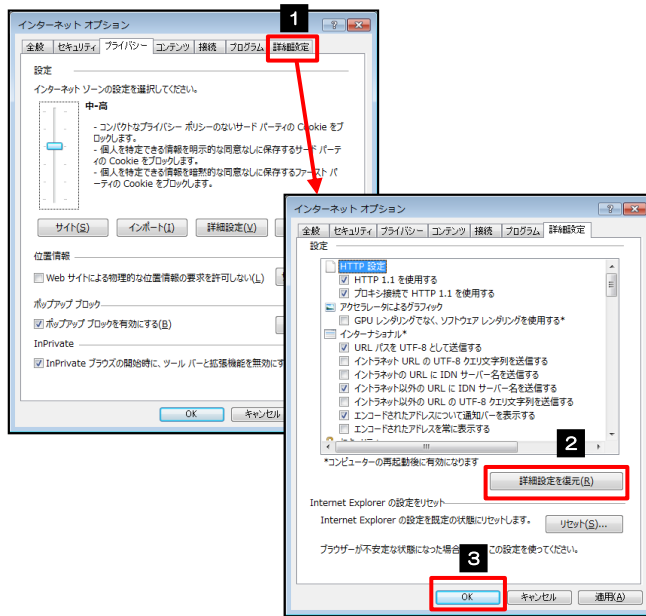 1
インターネット オプション
全般 セキュリティ プライバシー コンテンツ 接続 プログラム 詳細設定
設定
インターネット ゾーンの設定を選択してください。
中-高
- コンパクトなプライバシー ポリシーのないサード パーティの Cookie をブ
ロックします。
- 個人を特定できる情報を明示的な同意なしに保存するサード パーテ
ィの Cookie をブロックします。
- 個人を特定できる情報を暗黙的な同意なしに保存するファースト パ
ーティの Cookie をブロックします。
サイト(S) インポート(I) 詳細設定(V)
位置情報
Web サイトによる物理的な位置情報の要求を許可しない(L)
ポップアップ ブロック
ポップアップ ブロックを有効にする(B)
InPrivate
InPrivate ブラウズの開始時に、ツール バーと拡張機能を無効にす
OK キャンセル
インターネット オプション
全般 セキュリティ プライバシー コンテンツ 接続 プログラム 詳細設定
設定
HTTP 設定
HTTP 1.1 を使用する
プロキシ接続で HTTP 1.1 を使用する
アクセラレータによるグラフィック
GPU レンダリングでなく、ソフトウェア レンダリングを使用する*
インターナショナル*
URL パスを UTF-8 として送信する
イントラネット URL の UTF-8 クエリ文字列を送信する
イントラネットの URL に IDN サーバー名を送信する
イントラネット以外の URL に IDN サーバー名を送信する
イントラネット以外の URL の UTF-8 クエリ文字列を送信する
エンコードされたアドレスについて通知バーを表示する
エンコードされたアドレスを常に表示する
2
*コンピューターの再起動後に有効になります
詳細設定を復元(R)
Internet Explorer の設定をリセット
Internet Explorer の設定を既定の状態にリセットします。
リセット(S)...
ブラウザーが不安定な状態になった場合 この設定を使ってください。
3
OK キャンセル 適用(A)